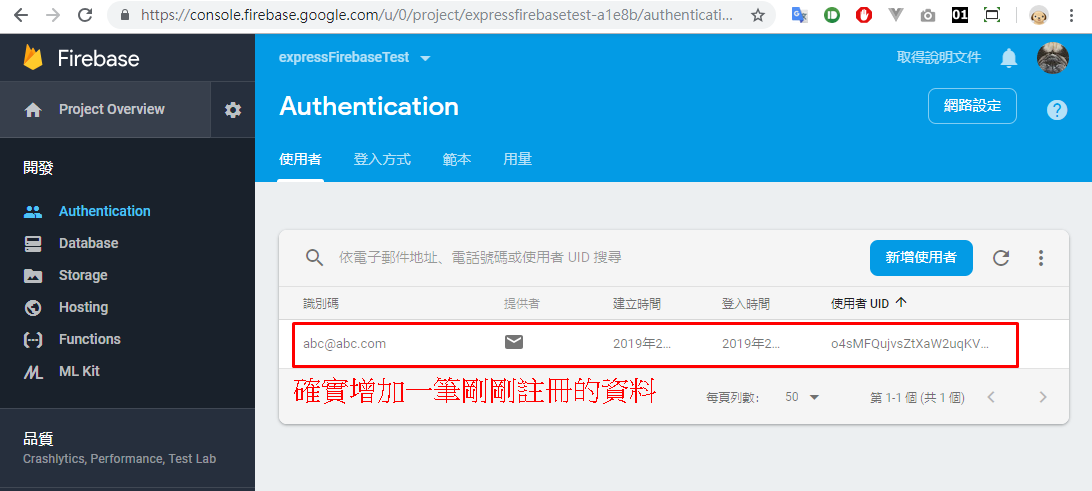 https://console.firebase.google.com/u/0/project/expressfirebasetest-a1e8b/authenticati...
01
Firebase
expressFirebaseTest
取得說明文件
Project Overview
Authentication
網路設定
?
使用者
登入方式
範本
用量
開發
Authentication
Database
Storage
Hosting
Functions
ML Kit
品質
Crashlytics, Performance, Test Lab
依電子郵件地址、電話號碼或使用者 UID 搜尋
新增使用者
識別碼
提供者
建立時間
登入時間
使用者 UID
abc@abc.com
2019年2...
2019年2...
o4sMFQujvsZtXaW2uqKV...
確實增加一筆剛剛註冊的資料
每頁列數：
50
第 1-1 個 (共 1 個)